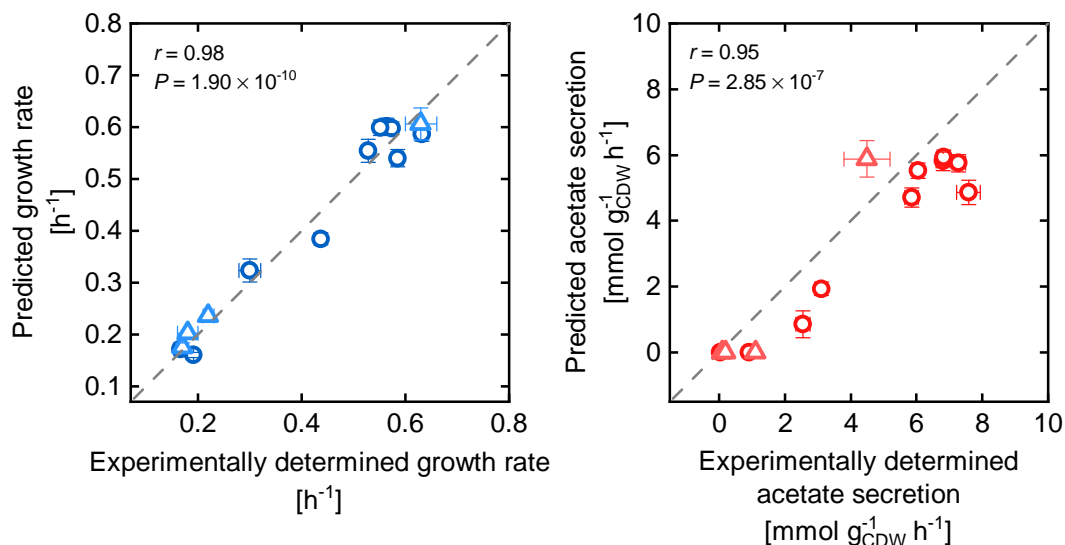 r = 0.98
P = 1.90 × 10⁻¹⁰
Predicted growth rate
[h⁻¹]
0.8
0.7
0.6
0.5
0.4
0.3
0.2
0.1
0.2 0.4 0.6 0.8
Experimentally determined growth rate
[h⁻¹]
r = 0.95
P = 2.85 × 10⁻⁷
Predicted acetate secretion
[mmol g⁻¹CDW h⁻¹]
10
8
6
4
2
0
0 2 4 6 8 10
Experimentally determined
acetate secretion
[mmol g⁻¹CDW h⁻¹]